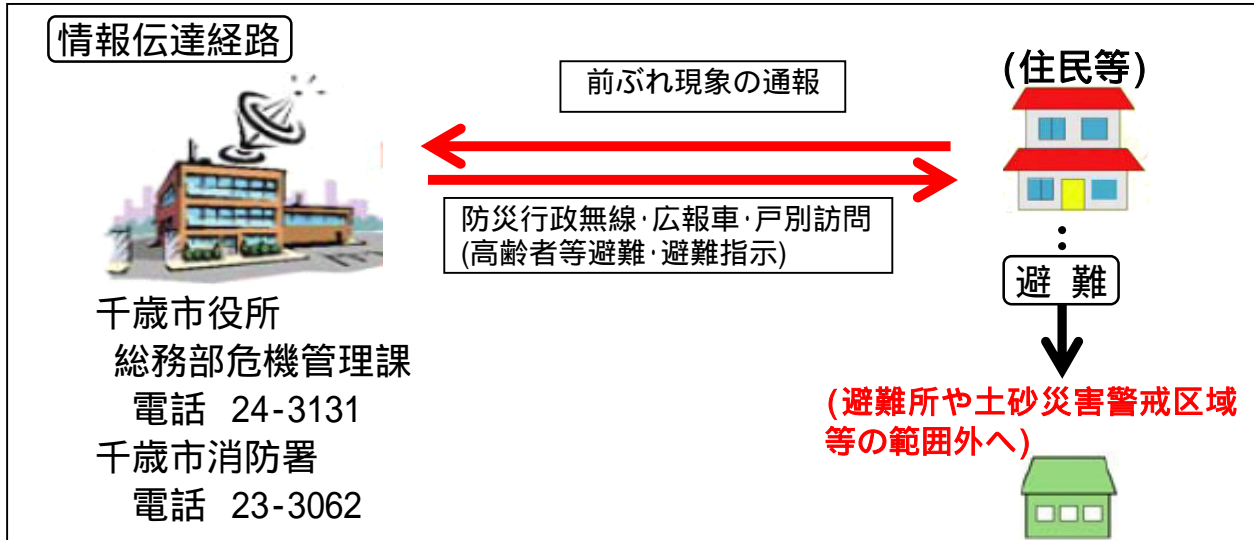 情報伝達経路
前ぶれ現象の通報
(住民等)
防災行政無線･広報車･戸別訪問
(高齢者等避難･避難指示)
避 難
千歳市役所
総務部危機管理課
電話 24-3131
千歳市消防署
電話 23-3062
(避難所や土砂災害警戒区域
等の範囲外へ)